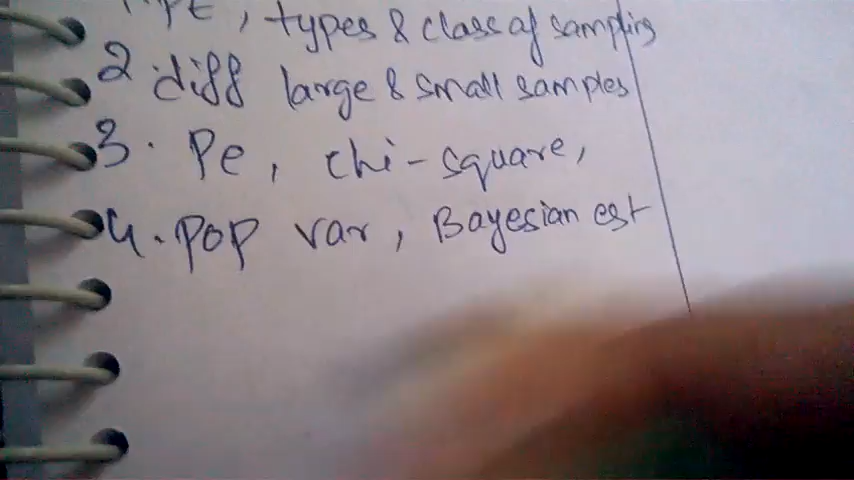 , types & class of sampling
2 diff large & small samples
3. Pe, chi-square,
4. Pop var, Bayesian est